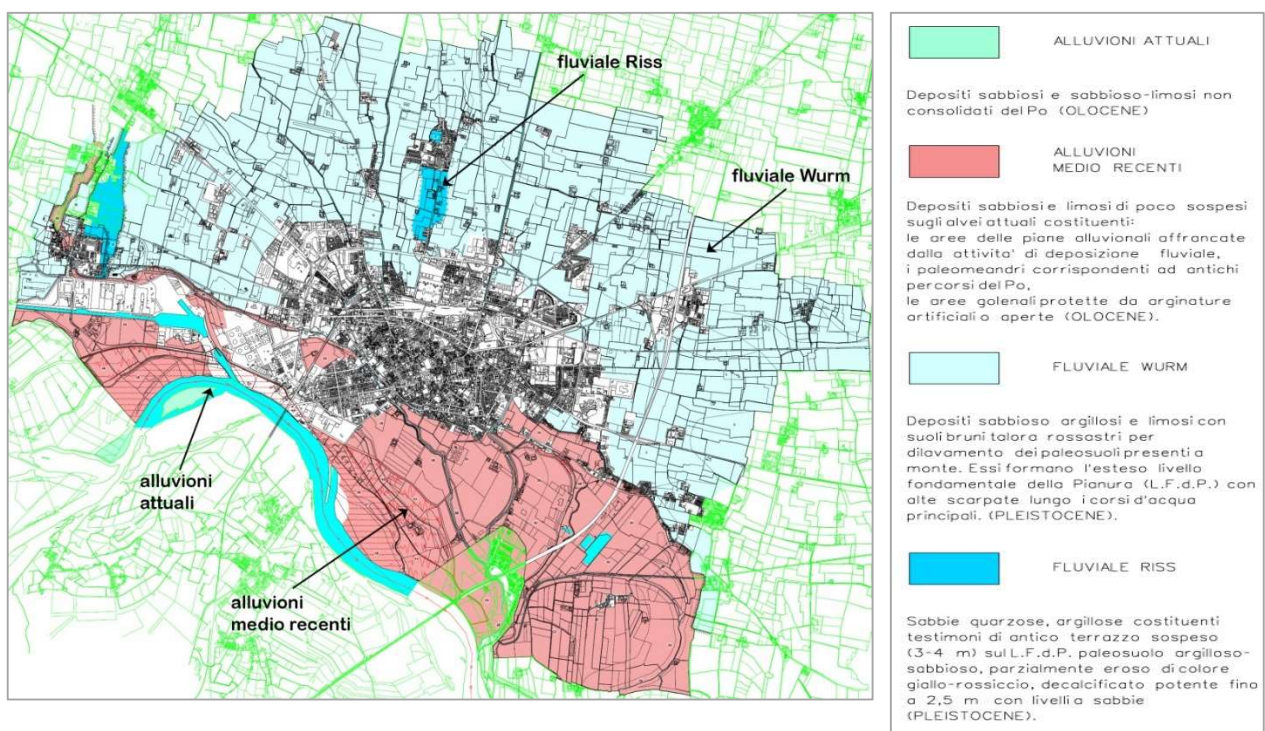 fluviale Riss
fluviale Wurm
alluvioni
attuali
alluvioni
medio recenti
ALLUVIONI ATTUALI
Depositi sabbiosi e sabbioso-limosi non
consolidati del Po (OLOCENE)
ALLUVIONI
MEDIO RECENTI
Depositi sabbiosi e limosi di poco sospesi
sugli alvei attuali costituenti:
le aree delle piane alluvionali affrancate
dalla attivita' di deposizione fluviale,
i paleomeandri corrispondenti ad antichi
percorsi del Po,
le aree golenali protette da arginature
artificiali o aperte (OLOCENE).
FLUVIALE WURM
Depositi sabbioso argillosi e limosi con
suoli bruni talora rossastri per
dilavamento dei paleosuoli presenti a
monte. Essi formano l'esteso livello
fondamentale della Pianura (L.F.d.P.) con
alte scarpate lungo i corsi d'acqua
principali. (PLEISTOCENE).
FLUVIALE RISS
Sabbie quarzose, argillose costituenti
testimoni di antico terrazzo sospeso
(3-4 m) sul L.F.d.P. paleosuolo argilloso-
sabbioso, parzialmente eroso di colore
giallo-rossiccio, decalcificato potente fino
a 2,5 m con livelli a sabbie
(PLEISTOCENE).